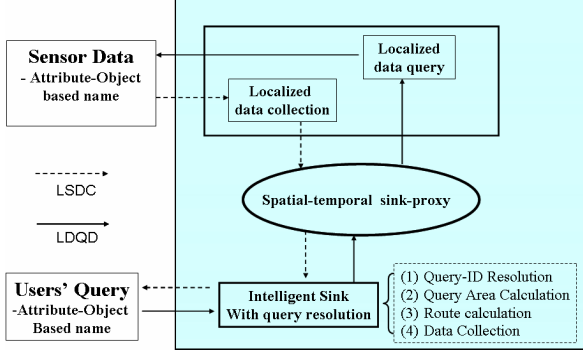 Sensor Data
- Attribute-Object
based name
Localized
data query
Localized
data collection
LSDC
LDQD
Spatial-temporal sink-proxy
Users' Query
-Attribute-Object
Based name
Intelligent Sink
With query resolution
(1) Query-ID Resolution
(2) Query Area Calculation
(3) Route calculation
(4) Data Collection